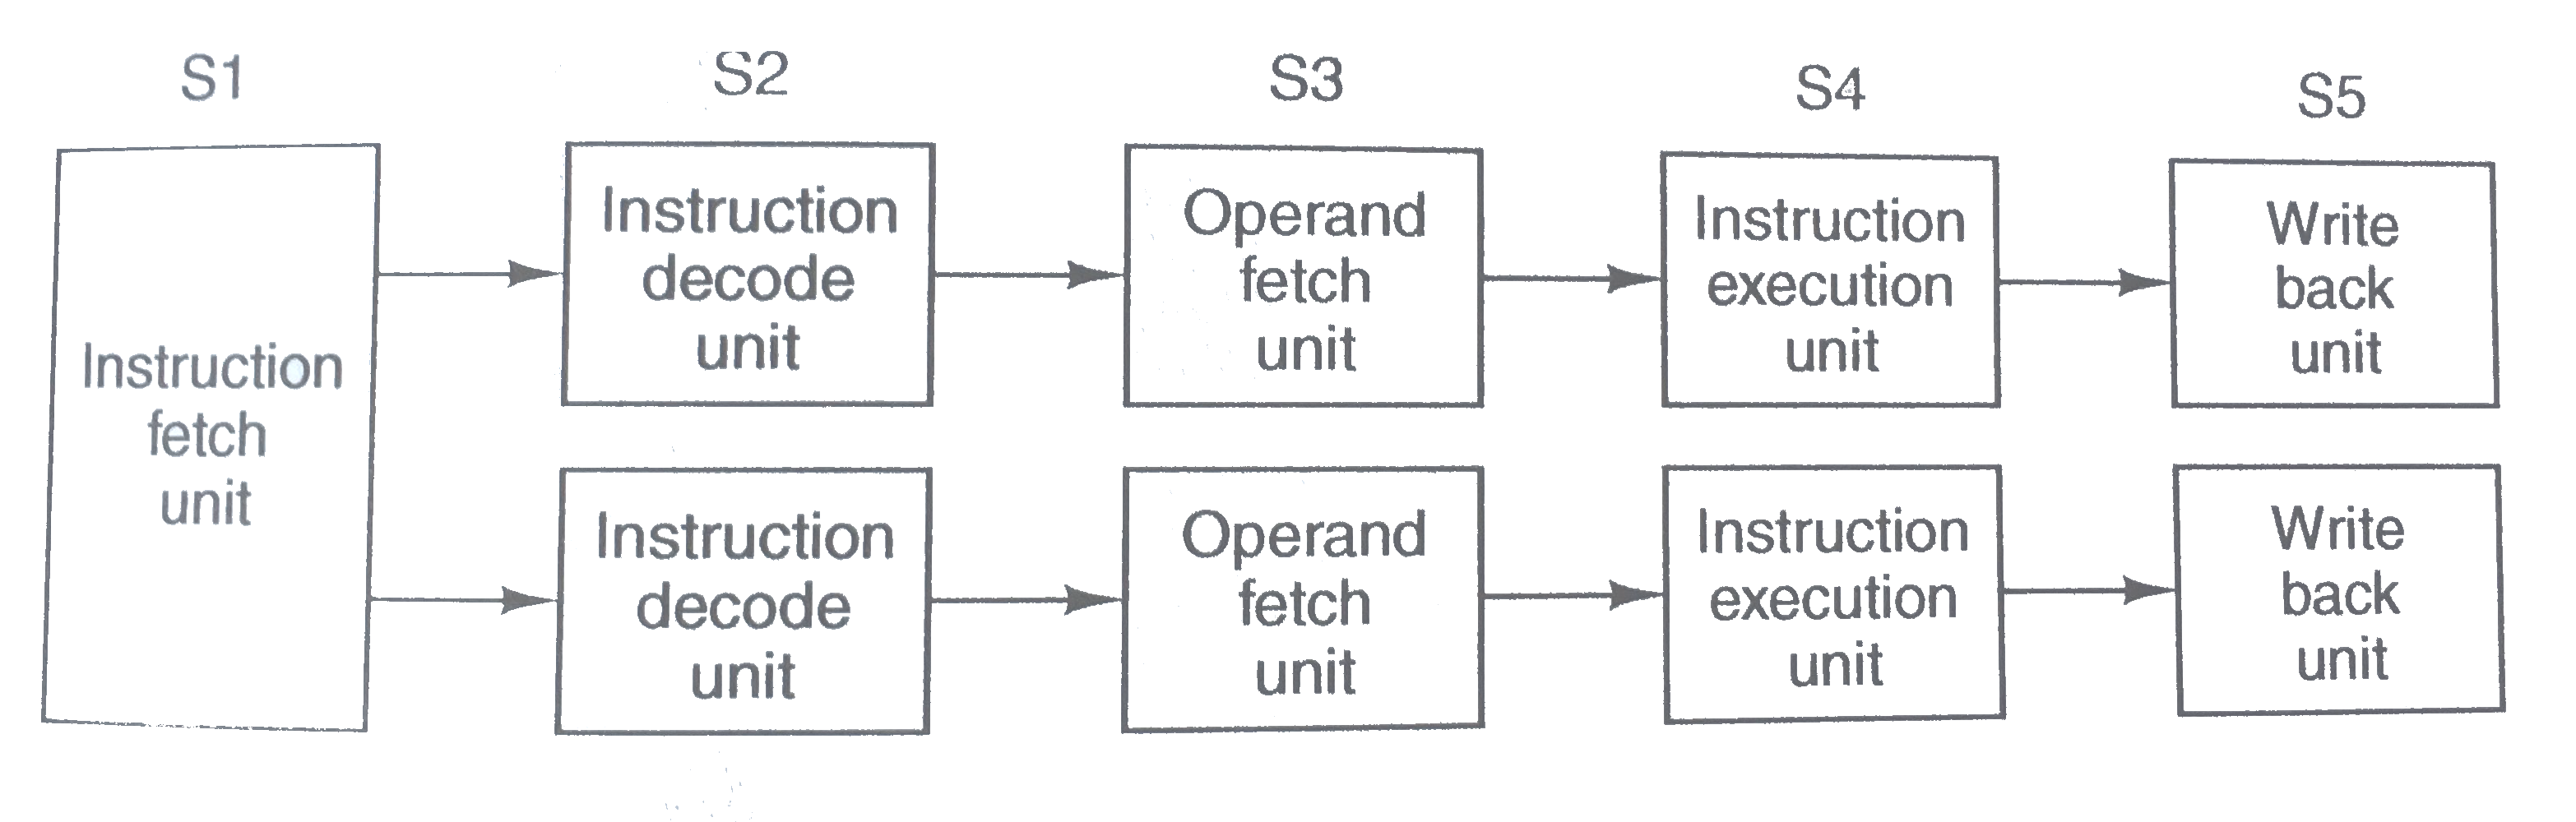 S1
S2
S3
S4
S5
Instruction
fetch
unit
Instruction
decode
unit
Operand
fetch
unit
Instruction
execution
unit
Write
back
unit
Instruction
decode
unit
Operand
fetch
unit
Instruction
execution
unit
Write
back
unit